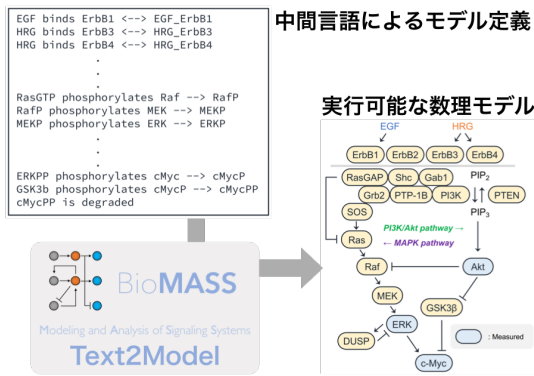 EGF binds ErbB1 <--> EGF_ErbB1
HRG binds ErbB3 <--> HRG_ErbB3
HRG binds ErbB4 <--> HRG_ErbB4
.
.
.
RasGTP phosphorylates Raf --> RafP
RafP phosphorylates MEK --> MEKP
MEKP phosphorylates ERK --> ERKP
.
.
.
ERKPP phosphorylates cMyc --> cMycP
GSK3b phosphorylates cMycP --> cMycPP
cMycPP is degraded
中間言語によるモデル定義
BioMASS
Modeling and Analysis of Signaling Systems
Text2Model
実行可能な数理モデル
EGF HRG
ErbB1 ErbB2 ErbB3 ErbB4
RasGAP Shc Gab1 PIP2
Grb2 PTP-1B PI3K PTEN
SOS PIP3
PI3K/Akt pathway →
Ras ← MAPK pathway
Raf Akt
MEK
GSK3β
ERK
DUSP : Measured
c-Myc